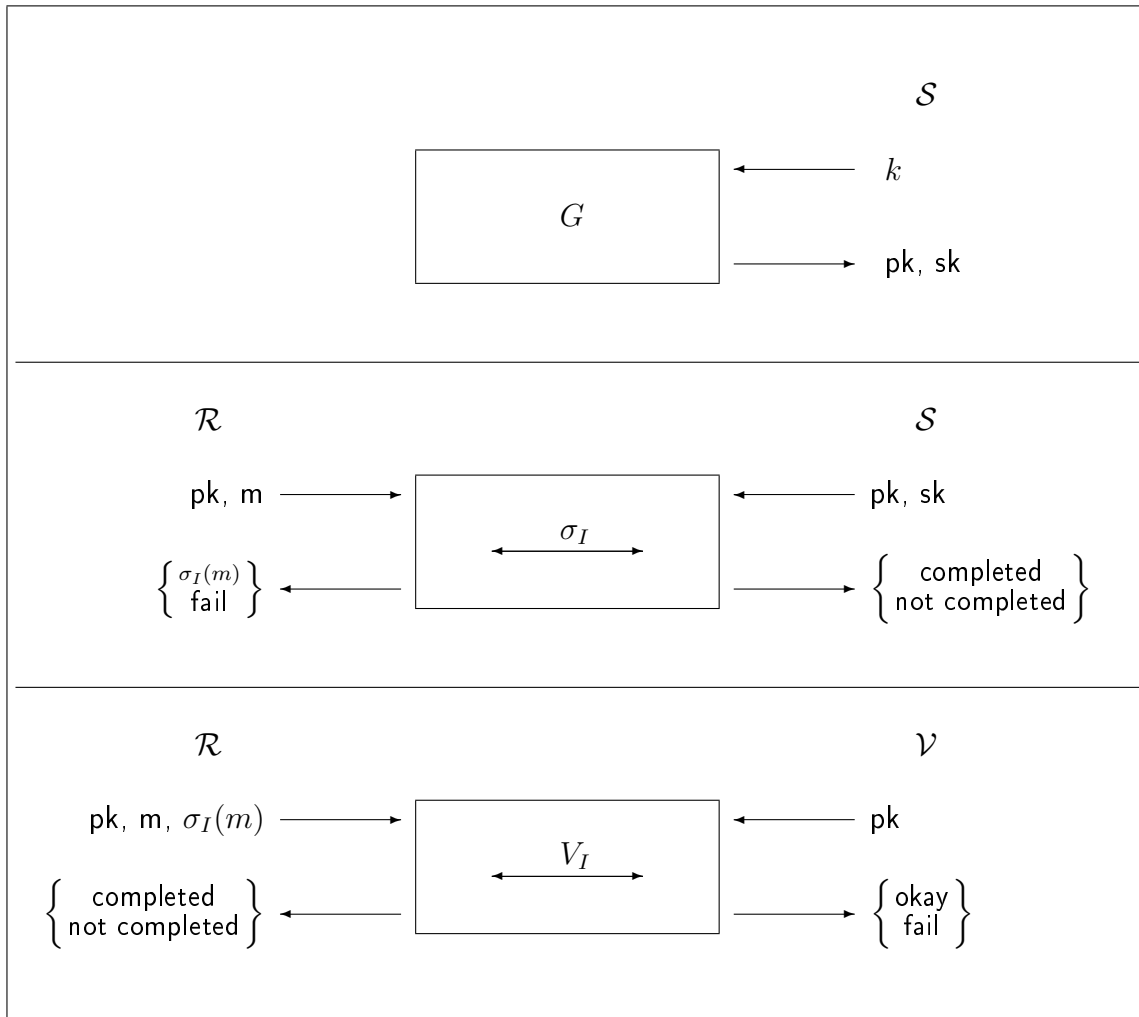 𝒮
k
G
pk, sk
ℛ 𝒮
pk, m pk, sk
σ_I
{ σ_I(m) } { completed }
{ fail } { not completed }
ℛ 𝒱
pk, m, σ_I(m) pk
V_I
{ completed } { okay }
{ not completed } { fail }